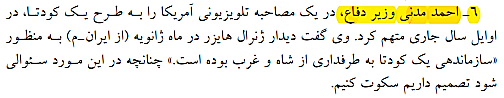 ۶ـ احمد مدنی وزیر دفاع، در یک مصاحبه تلویزیونی آمریکا را به طرح یک کودتا، در
اوایل سال جاری متهم کرد. وی گفت دیدار ژنرال هایزر در ماه ژانویه (از ایران_م) به منظور
«سازماندهی یک کودتا به طرفداری از شاه و غرب بوده است.» چنانچه در این مورد سئوالی
شود تصمیم داریم سکوت کنیم.